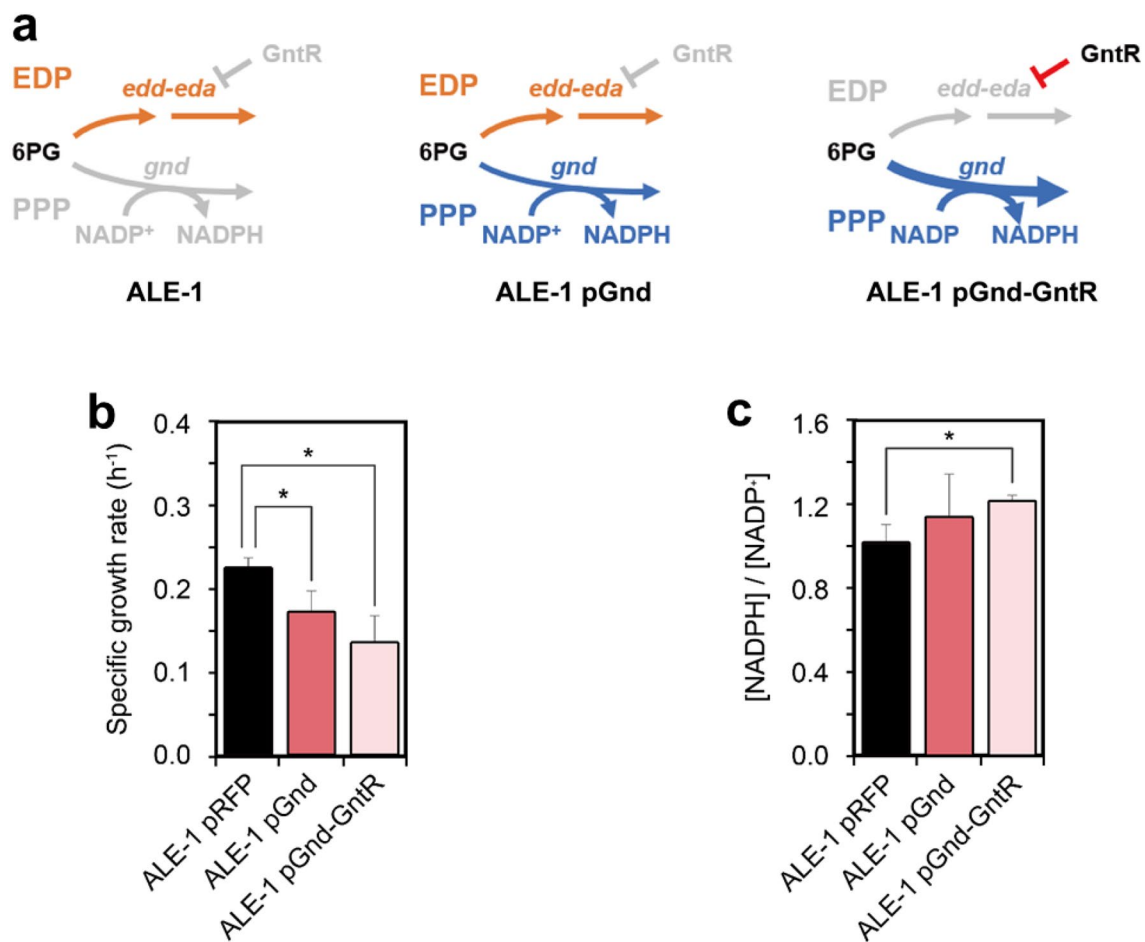 a
GntR
EDP
edd-eda
6PG
gnd
PPP
NADP+ NADPH
ALE-1
GntR
EDP
edd-eda
6PG
gnd
PPP
NADP+ NADPH
ALE-1 pGnd
GntR
EDP
edd-eda
6PG
gnd
PPP
NADP NADPH
ALE-1 pGnd-GntR
b
Specific growth rate (h-1)
0.4
0.3
0.2
0.1
0.0
*
*
ALE-1 pRFP
ALE-1 pGnd
ALE-1 pGnd-GntR
c
[NADPH] / [NADP+]
1.6
1.2
0.8
0.4
0.0
*
ALE-1 pRFP
ALE-1 pGnd
ALE-1 pGnd-GntR